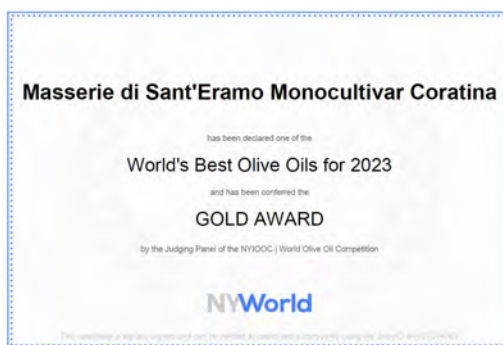 Masserie di Sant'Eramo Monocultivar Coratina
has been declared one of the
World's Best Olive Oils for 2023
and has been conferred the
GOLD AWARD
by the Judging Panel of the NYIOOC | World Olive Oil Competition
NYWorld